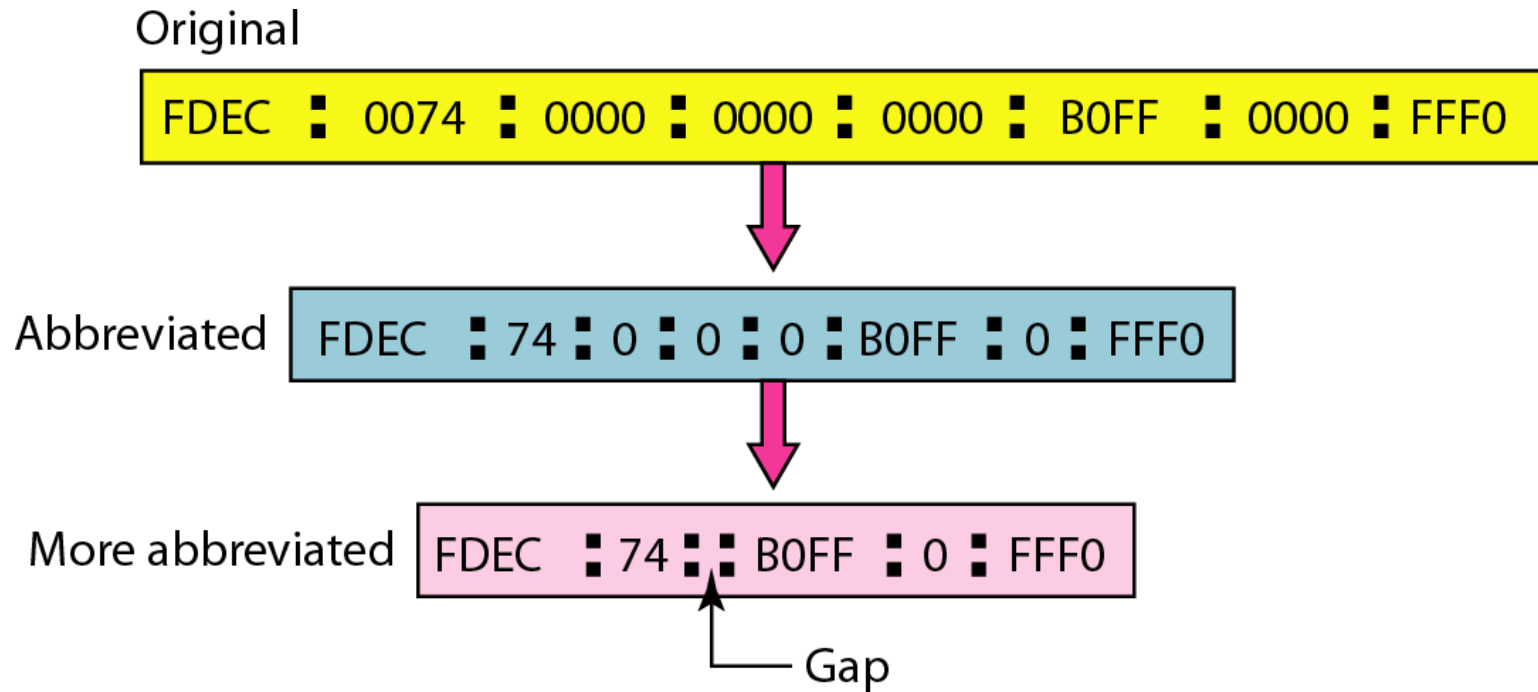 Original
FDEC : 0074 : 0000 : 0000 : 0000 : B0FF : 0000 : FFF0
Abbreviated
FDEC : 74 : 0 : 0 : 0 : B0FF : 0 : FFF0
More abbreviated
FDEC : 74 : : B0FF : 0 : FFF0
Gap